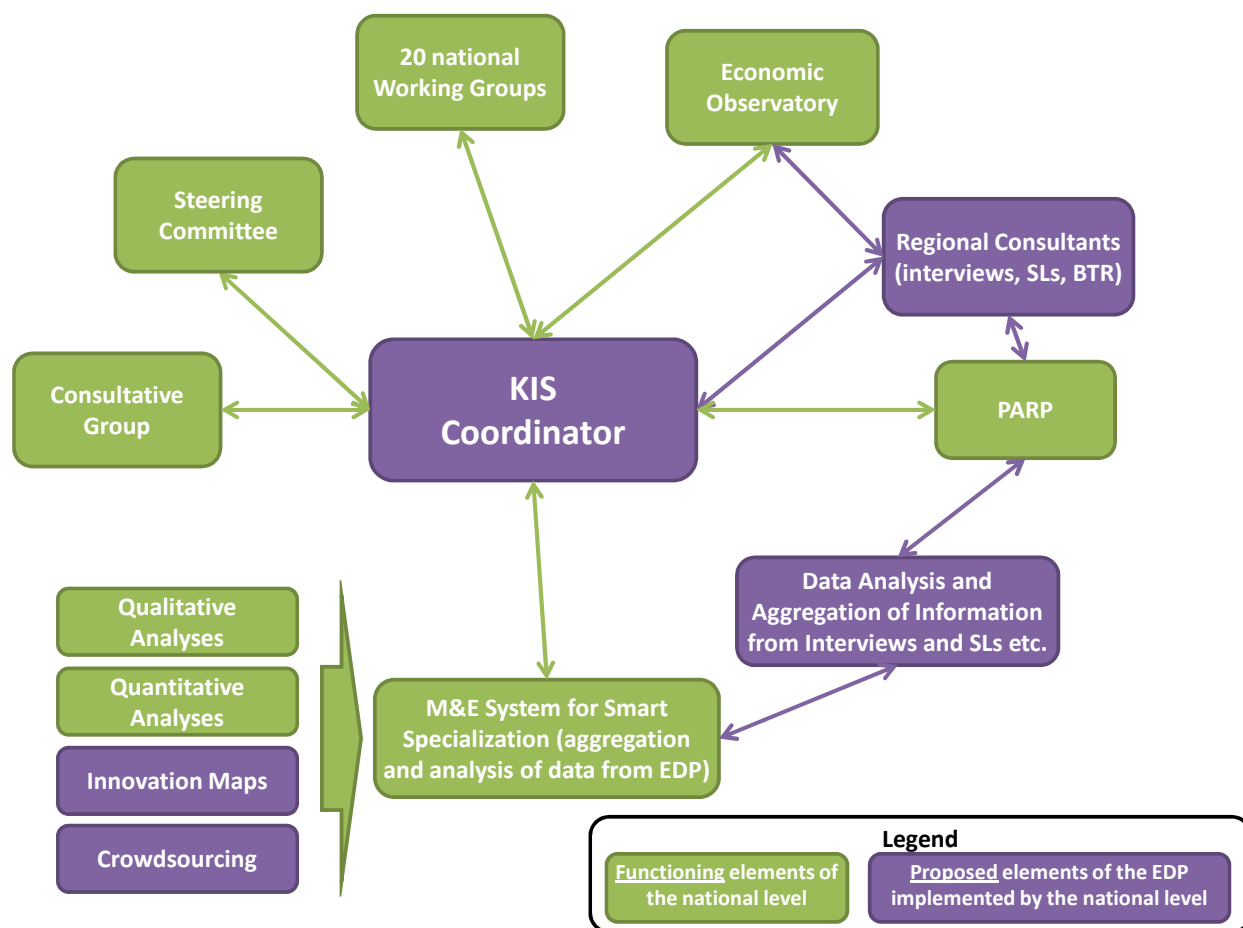 20 national
Working Groups
Economic
Observatory
Steering
Committee
Regional Consultants
(interviews, SLs, BTR)
Consultative
Group
KIS
Coordinator
PARP
Data Analysis and
Aggregation of Information
from Interviews and SLs etc.
Qualitative
Analyses
Quantitative
Analyses
Innovation Maps
Crowdsourcing
M&E System for Smart
Specialization (aggregation
and analysis of data from EDP)
Legend
Functioning elements of
the national level
Proposed elements of the EDP
implemented by the national level